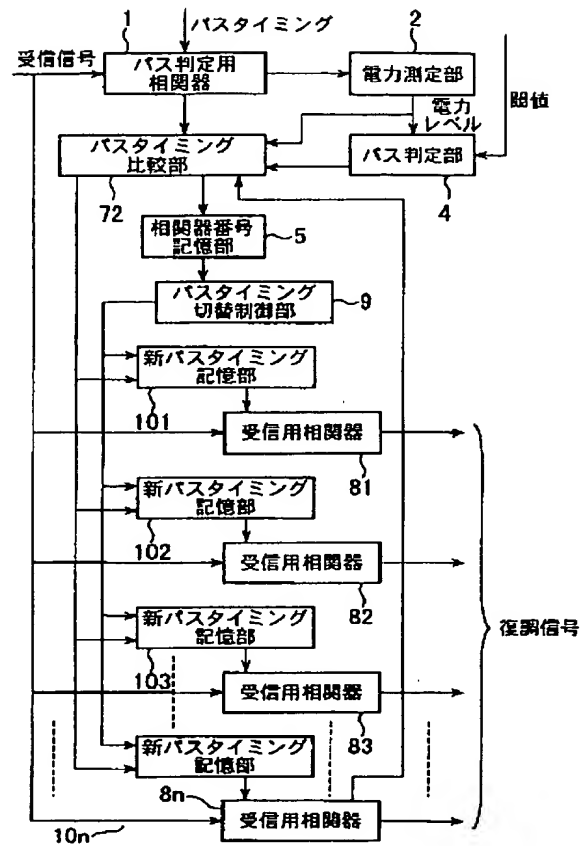 パスタイミング
1
2
受信信号
パス判定用
相関器
電力測定部
電力
レベル
閾値
パスタイミング
比較部
パス判定部
72
4
相関器番号
記憶部
5
パスタイミング
切替制御部
9
新パスタイミング
記憶部
101
受信用相関器
81
新パスタイミング
記憶部
102
受信用相関器
82
復調信号
新パスタイミング
記憶部
103
受信用相関器
83
新パスタイミング
記憶部
8n
受信用相関器
10n